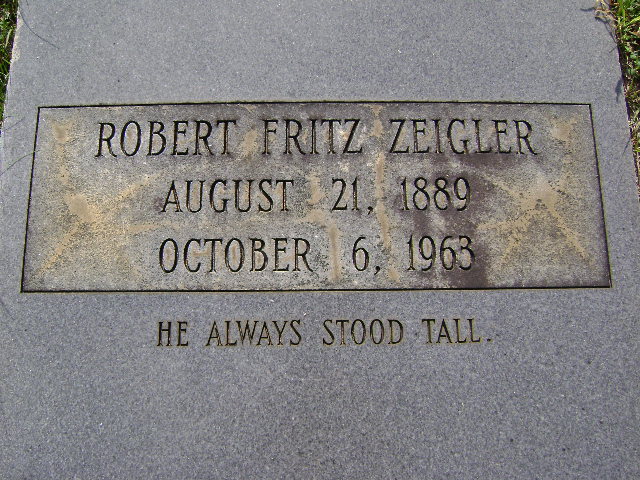 ROBERT FRITZ ZEIGLER
AUGUST 21, 1889
OCTOBER 6, 1963
HE ALWAYS STOOD TALL.